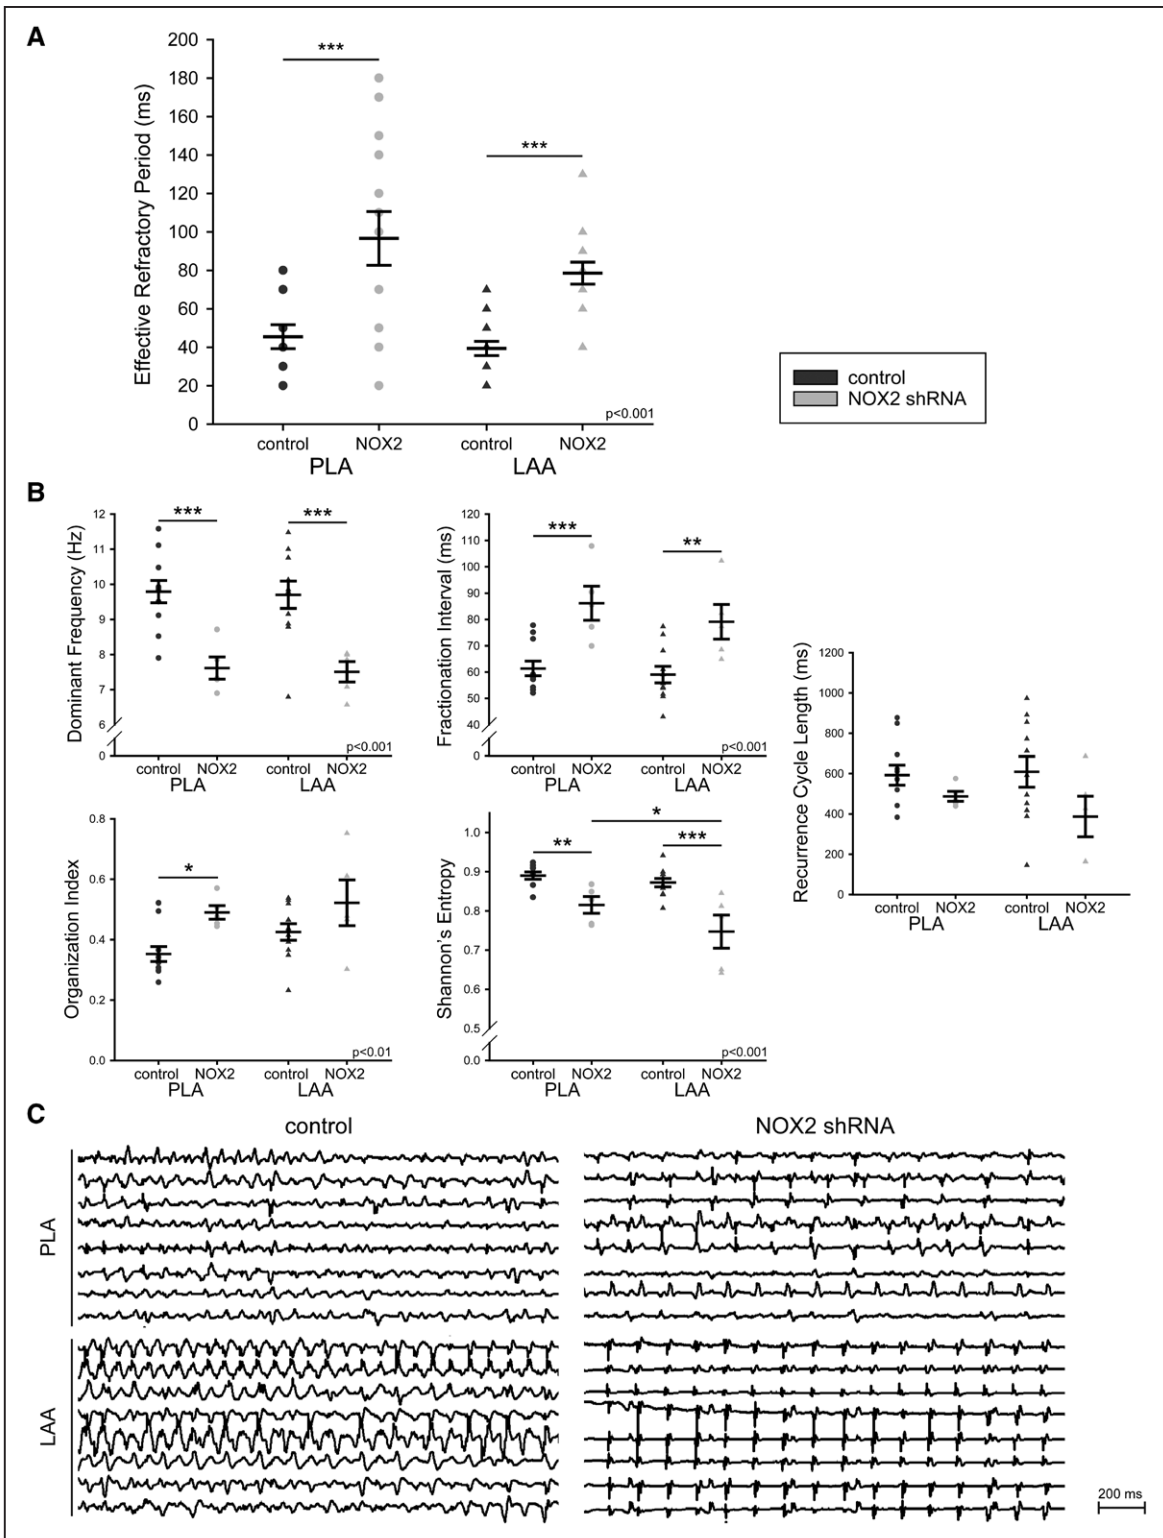 A
Effective Refractory Period (ms)
200
180
160
140
120
100
80
60
40
20
0
***
***
p<0.001
control NOX2 control NOX2
PLA LAA
control
NOX2 shRNA
B
Dominant Frequency (Hz)
12
11
10
9
8
7
6
0
***
***
p<0.001
control NOX2 control NOX2
PLA LAA
Fractionation Interval (ms)
120
110
100
90
80
70
60
50
40
0
***
**
p<0.001
control NOX2 control NOX2
PLA LAA
Recurrence Cycle Length (ms)
1200
1000
800
600
400
200
0
control NOX2 control NOX2
PLA LAA
Organization Index
0.8
0.6
0.4
0.2
0.0
*
p<0.01
control NOX2 control NOX2
PLA LAA
Shannon's Entropy
1.0
0.9
0.8
0.7
0.6
0.5
0.0
**
*
***
p<0.001
control NOX2 control NOX2
PLA LAA
C
control NOX2 shRNA
PLA
LAA
200 ms